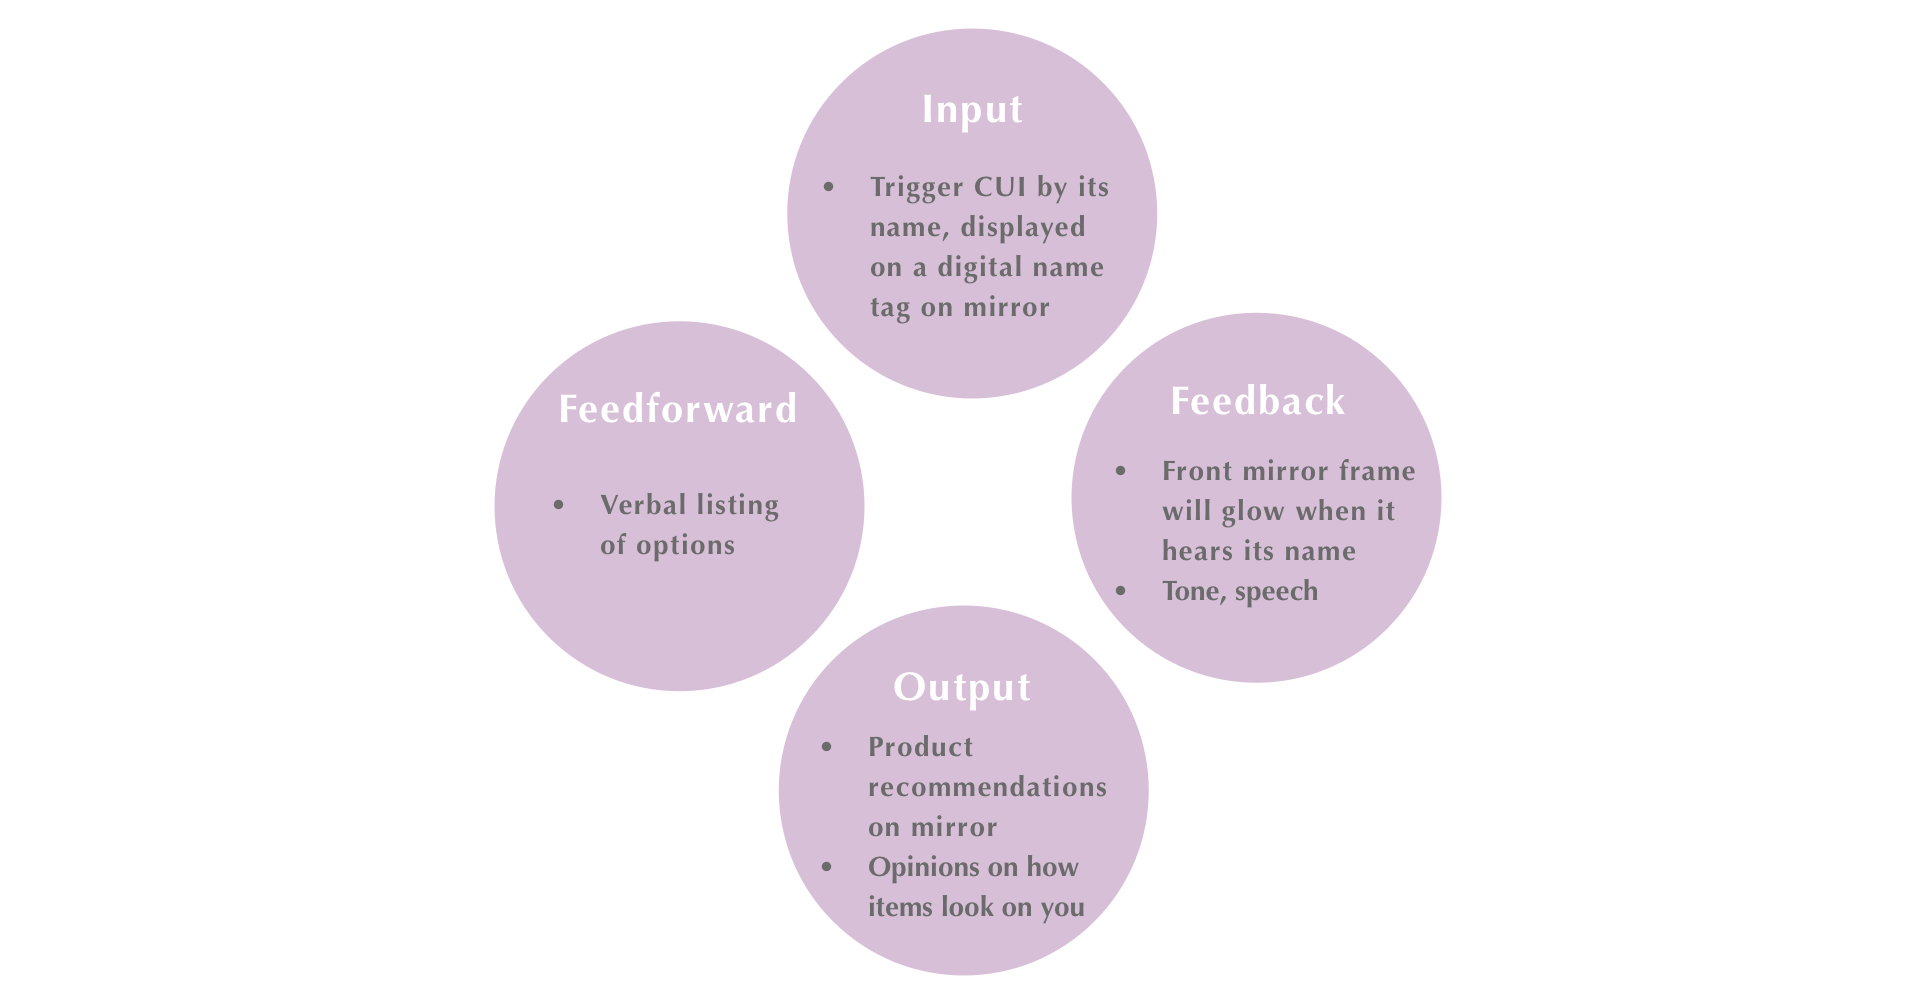 Input
• Trigger CUI by its
name, displayed
on a digital name
tag on mirror
Feedforward
• Verbal listing
of options
Feedback
• Front mirror frame
will glow when it
hears its name
• Tone, speech
Output
• Product
recommendations
on mirror
• Opinions on how
items look on you